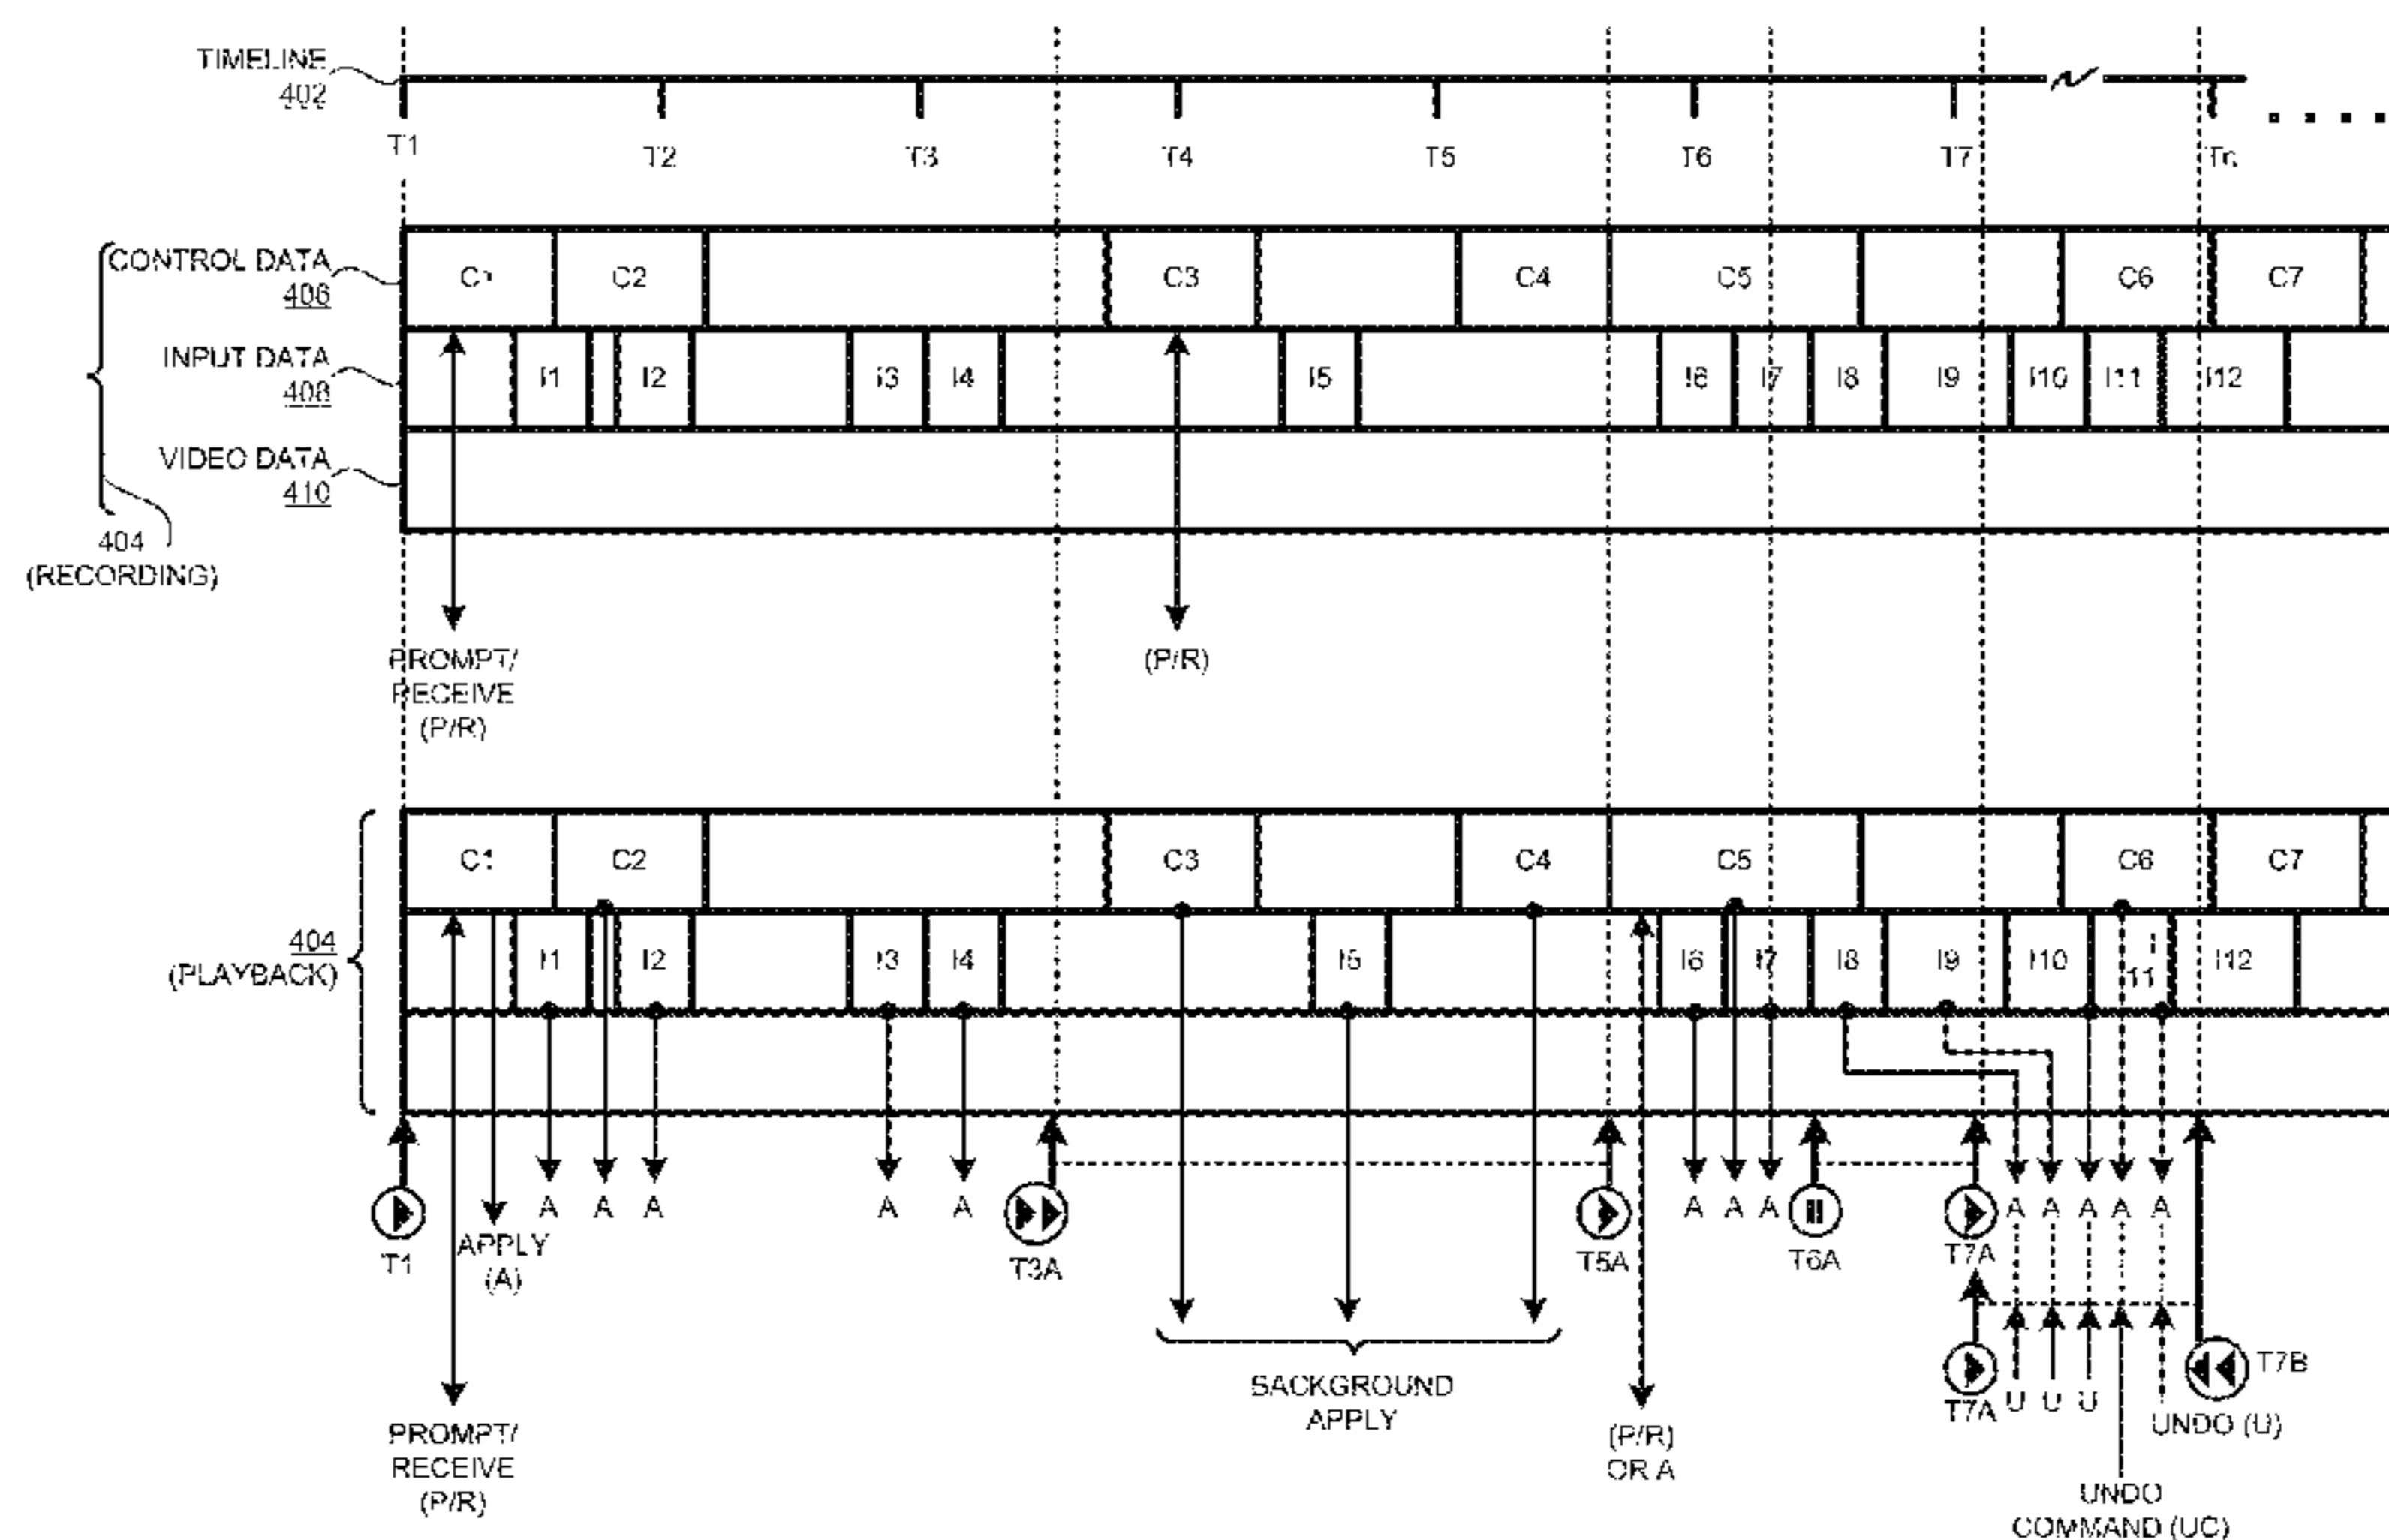 TIMELINE
402
T1 T2 T3 T4 T5 T6 T7 Tn
CONTROL DATA
406
C1 C2 C3 C4 C5 C6 C7
INPUT DATA
408
I1 I2 I3 I4 I5 I6 I7 I8 I9 I10 I11 I12
VIDEO DATA
410
404
(RECORDING)
PROMPT/
RECEIVE
(P/R)
(P/R)
C1 C2 C3 C4 C5 C6 C7
404
(PLAYBACK)
I1 I2 I3 I4 I5 I6 I7 I8 I9 I10 I
11 I12
A A A A A A A A A A A A A
T1 APPLY
(A) T3A T5A T6A T7A
BACKGROUND
APPLY
T7A U U U T7B
UNDO (U)
PROMPT/
RECEIVE
(P/R)
(P/R)
OR A
UNDO
COMMAND (UC)